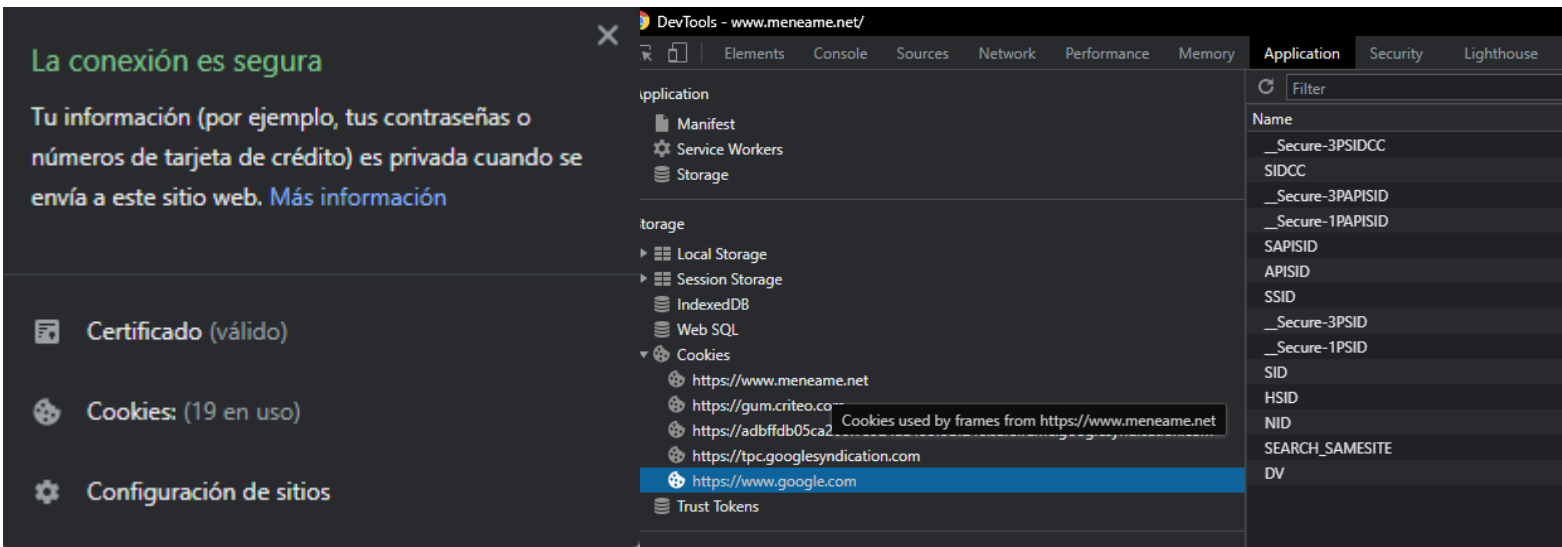 La conexión es segura
Tu información (por ejemplo, tus contraseñas o
números de tarjeta de crédito) es privada cuando se
envía a este sitio web. Más información
Certificado (válido)
Cookies: (19 en uso)
Configuración de sitios
DevTools - www.meneame.net/
Elements Console Sources Network Performance Memory Application Security Lighthouse
Application
Manifest
Service Workers
Storage
Storage
Local Storage
Session Storage
IndexedDB
Web SQL
Cookies
https://www.meneame.net
https://gum.criteo.com
Cookies used by frames from https://www.meneame.net
https://tpc.googlesyndication.com
https://www.google.com
Trust Tokens
Filter
Name
__Secure-3PSIDCC
SIDCC
__Secure-3PAPISID
__Secure-1PAPISID
SAPISID
APISID
SSID
__Secure-3PSID
__Secure-1PSID
SID
HSID
NID
SEARCH_SAMESITE
DV